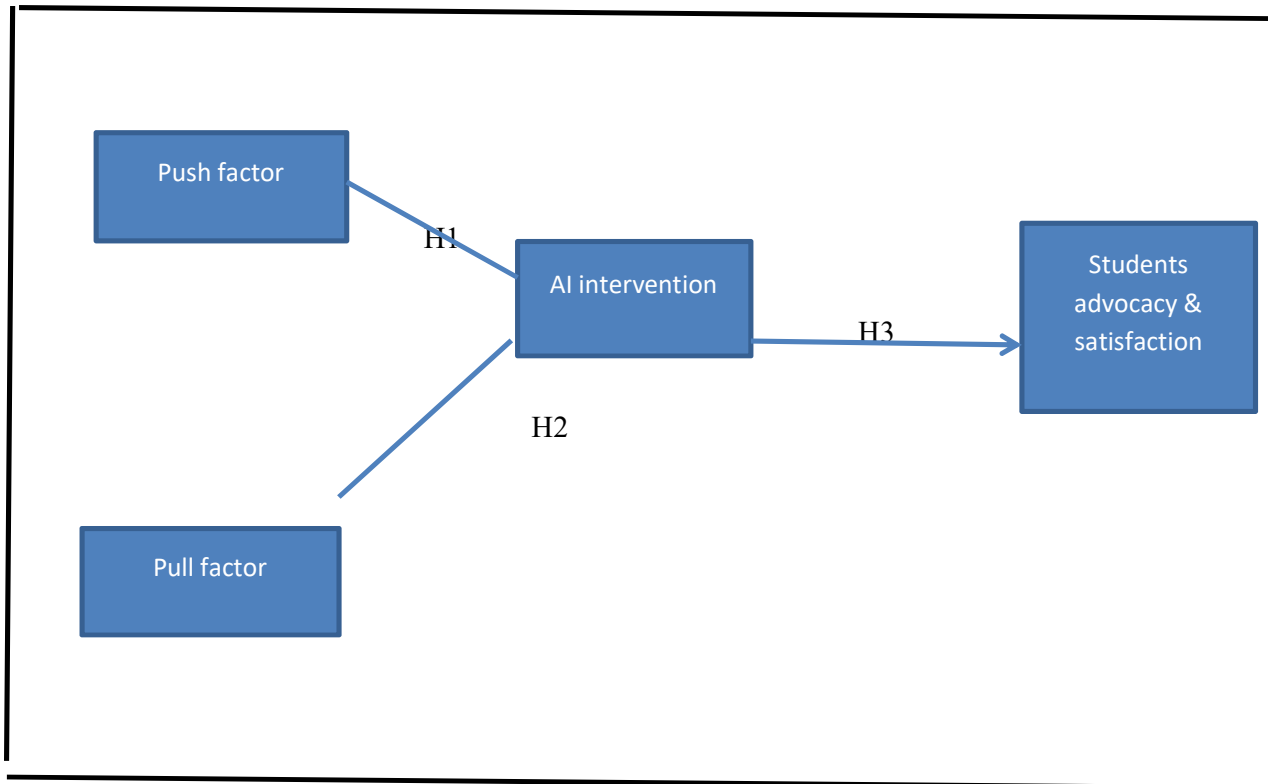 Push factor
H1
AI intervention
Students
advocacy &
satisfaction
H3
H2
Pull factor